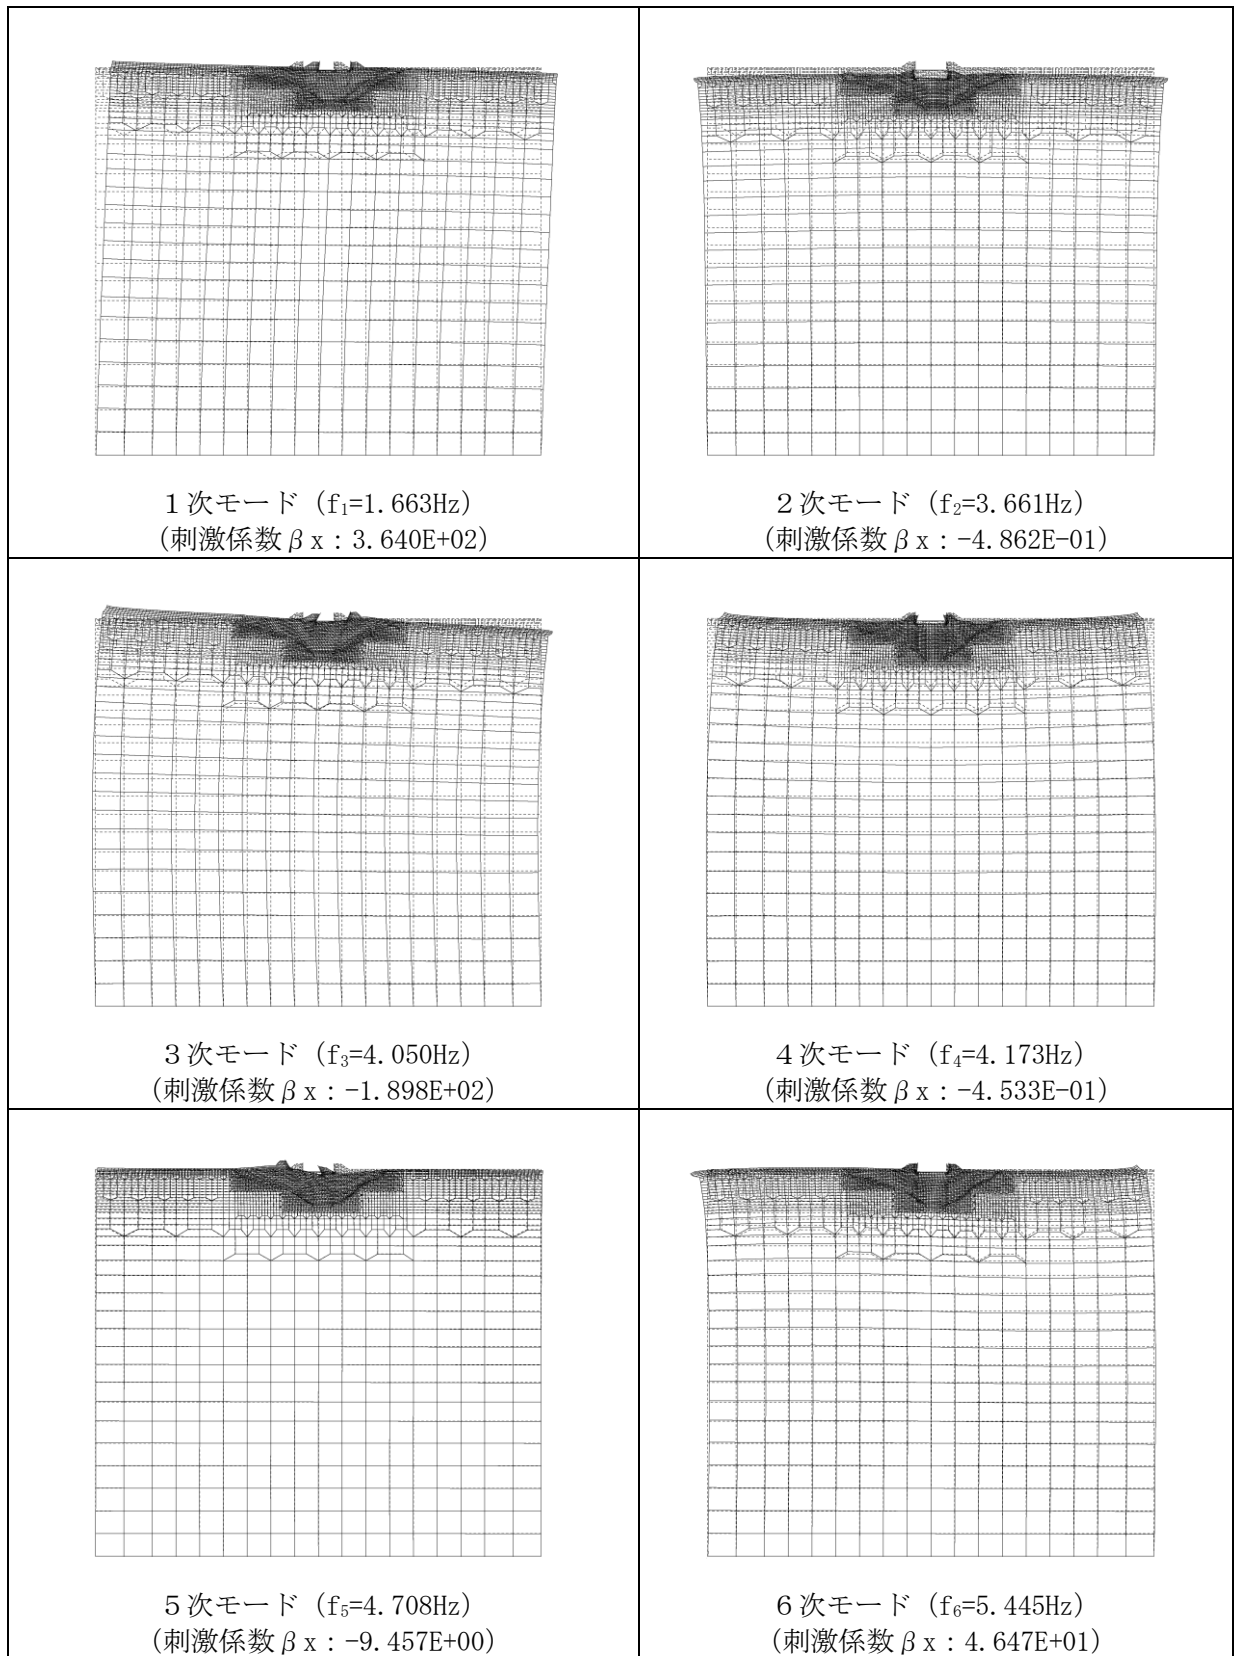 1次モード (f₁=1.663Hz)
(刺激係数βx:3.640E+02)
2次モード (f₂=3.661Hz)
(刺激係数βx:-4.862E-01)
3次モード (f₃=4.050Hz)
(刺激係数βx:-1.898E+02)
4次モード (f₄=4.173Hz)
(刺激係数βx:-4.533E-01)
5次モード (f₅=4.708Hz)
(刺激係数βx:-9.457E+00)
6次モード (f₆=5.445Hz)
(刺激係数βx:4.647E+01)